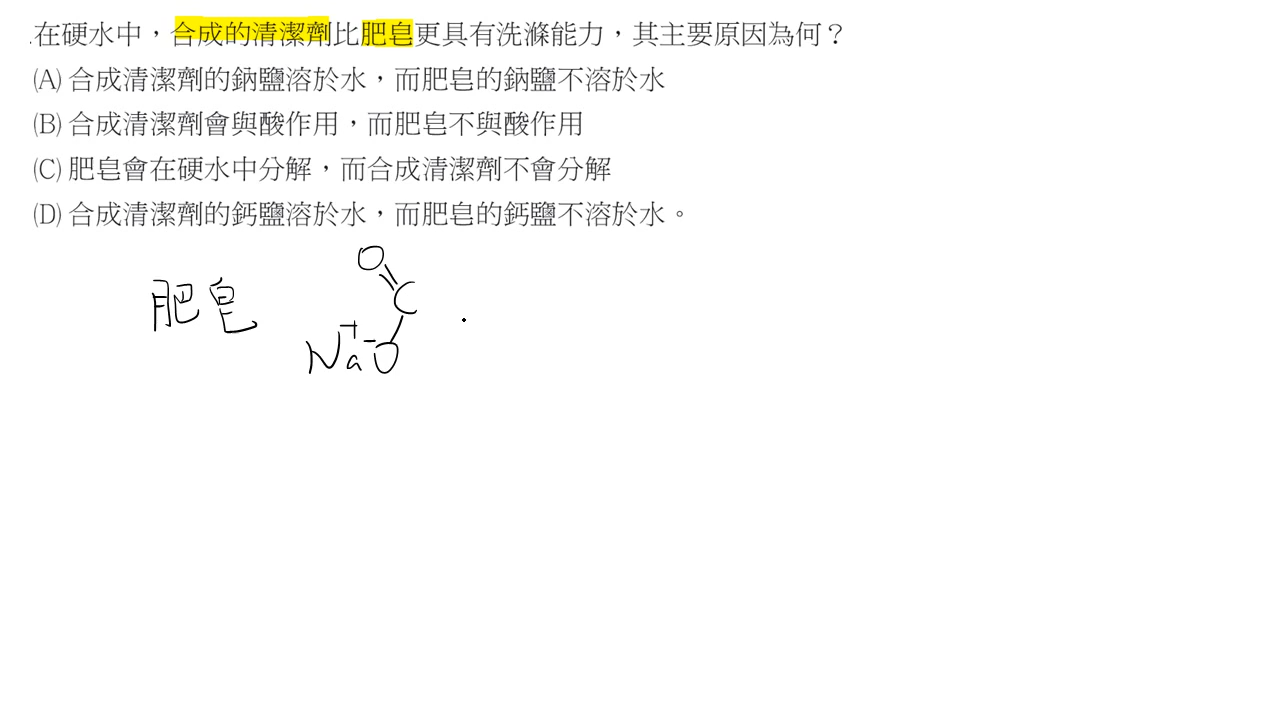 在硬水中，合成的清潔劑比肥皂更具有洗滌能力，其主要原因為何？
(A) 合成清潔劑的鈉鹽溶於水，而肥皂的鈉鹽不溶於水
(B) 合成清潔劑會與酸作用，而肥皂不與酸作用
(C) 肥皂會在硬水中分解，而合成清潔劑不會分解
(D) 合成清潔劑的鈣鹽溶於水，而肥皂的鈣鹽不溶於水。
O
肥皂 C
Na+ -O